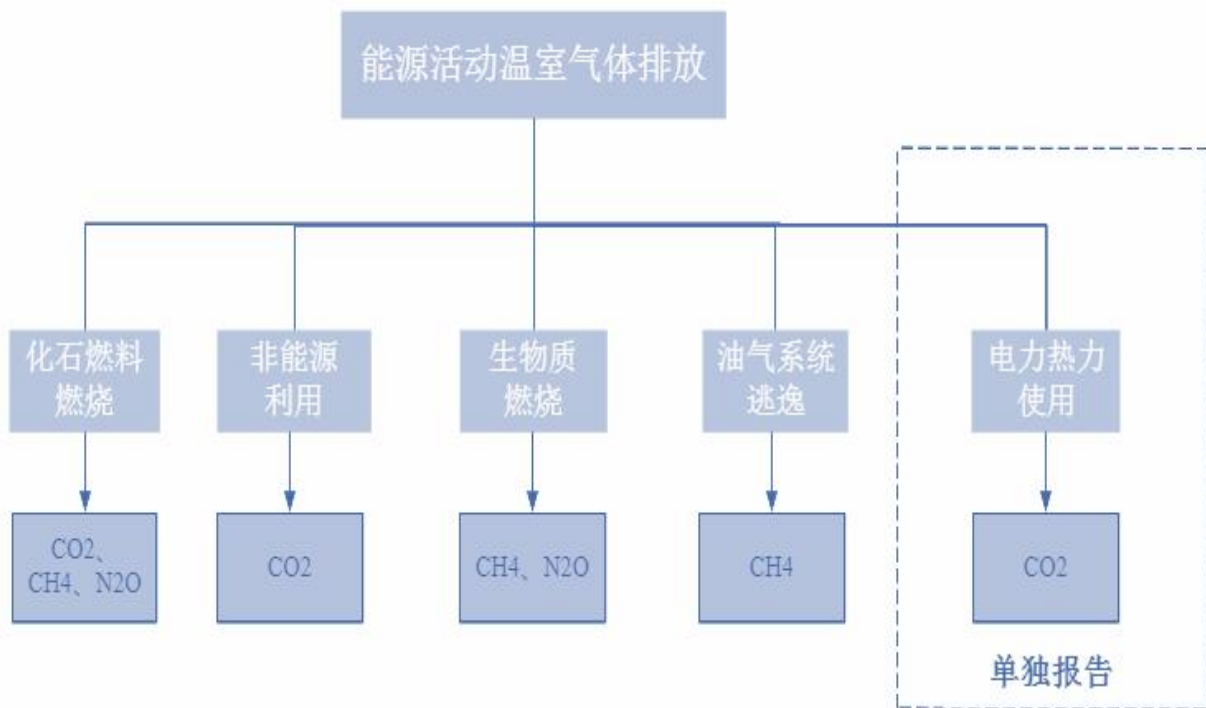 能源活动温室气体排放
化石燃料
燃烧
非能源
利用
生物质
燃烧
油气系统
逃逸
电力热力
使用
CO2、
CH4、N2O
CO2
CH4、N2O
CH4
CO2
单独报告